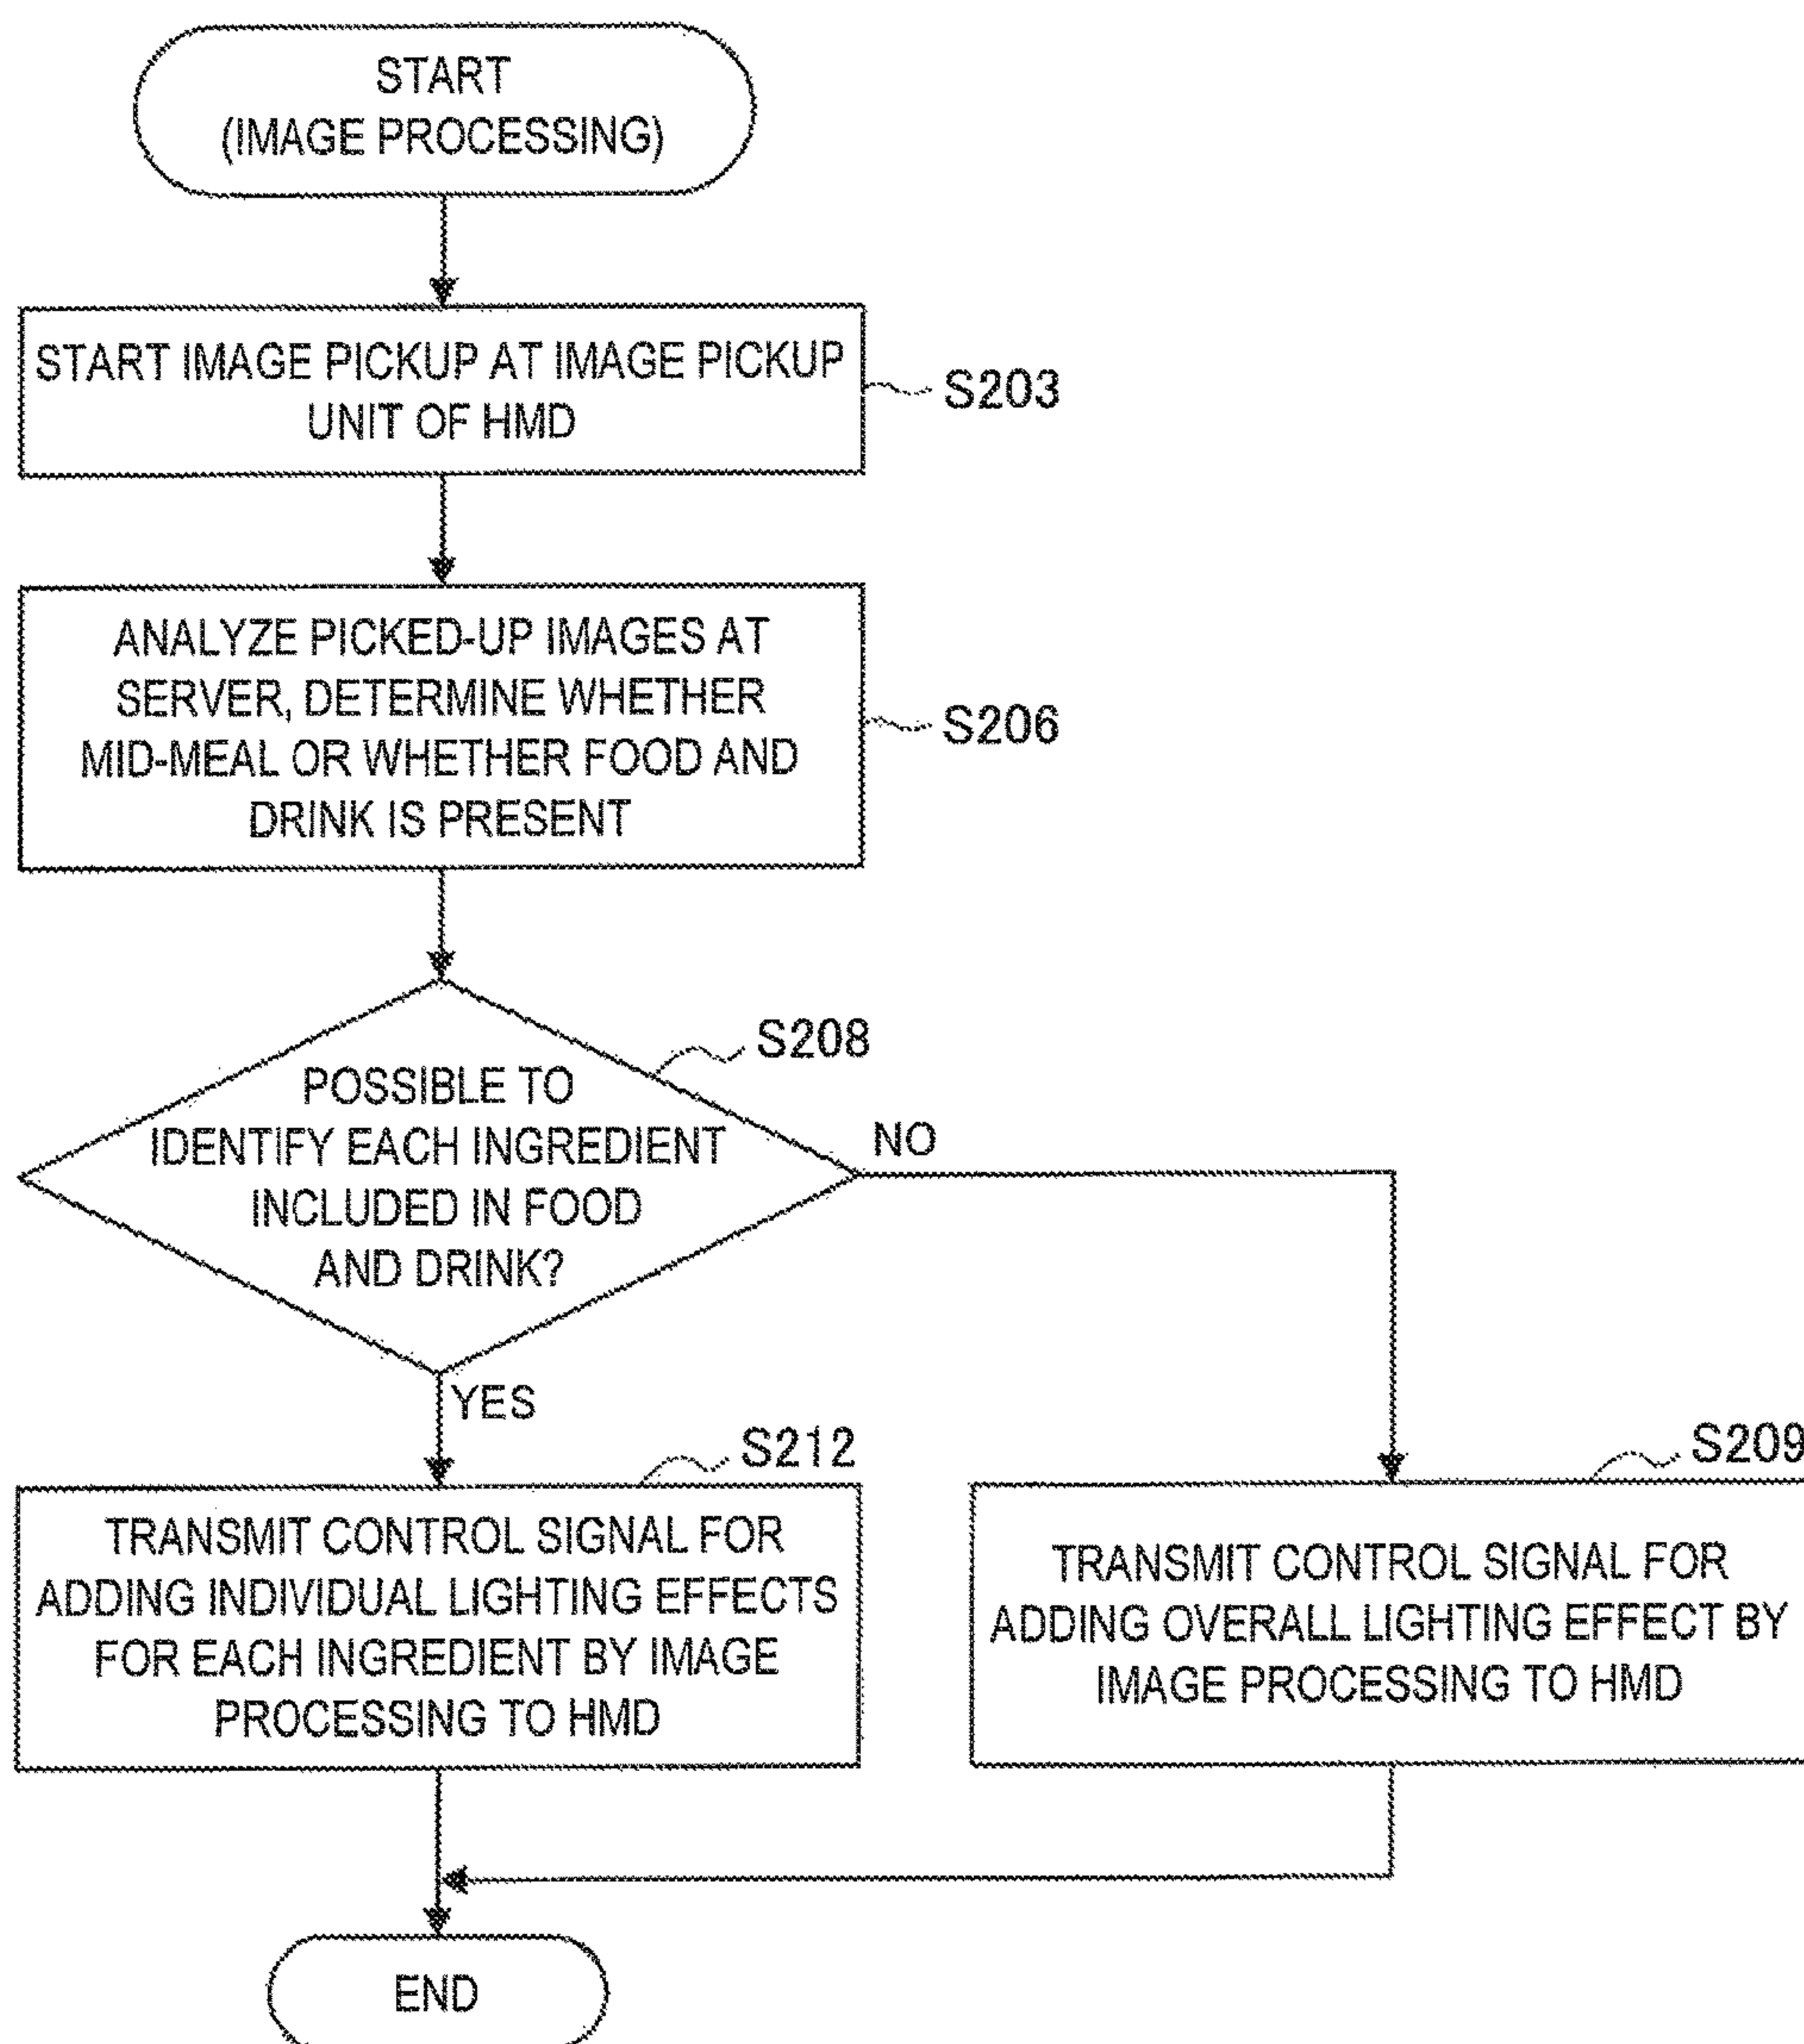 START
(IMAGE PROCESSING)
START IMAGE PICKUP AT IMAGE PICKUP
UNIT OF HMD
S203
ANALYZE PICKED-UP IMAGES AT
SERVER, DETERMINE WHETHER
MID-MEAL OR WHETHER FOOD AND
DRINK IS PRESENT
S206
S208
POSSIBLE TO
IDENTIFY EACH INGREDIENT
INCLUDED IN FOOD
AND DRINK?
NO
YES
S212
TRANSMIT CONTROL SIGNAL FOR
ADDING INDIVIDUAL LIGHTING EFFECTS
FOR EACH INGREDIENT BY IMAGE
PROCESSING TO HMD
S209
TRANSMIT CONTROL SIGNAL FOR
ADDING OVERALL LIGHTING EFFECT BY
IMAGE PROCESSING TO HMD
END